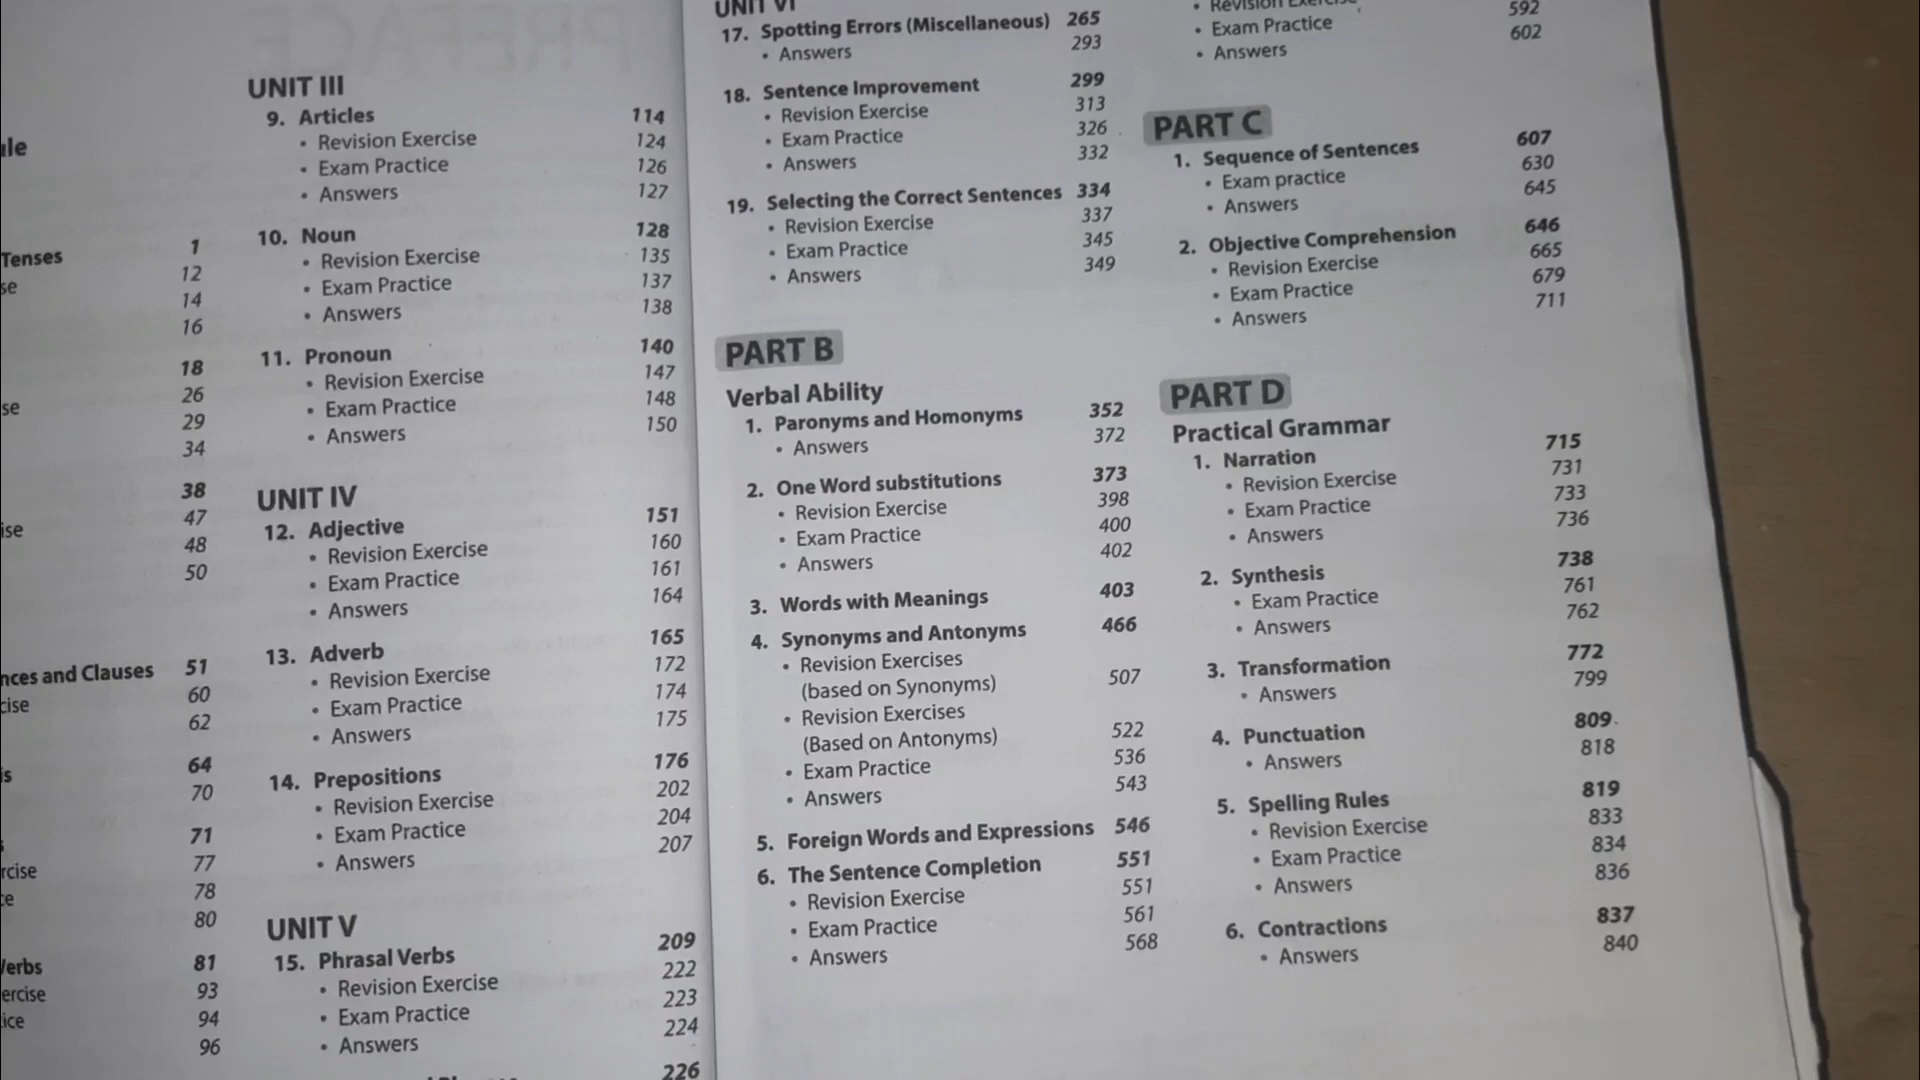 Tenses 1
se 12
14
16
18
26
se 29
34
38
47
ise 48
50
nces and Clauses 51
cise 60
62
64
70
71
rcise 77
78
80
Verbs 81
ercise 93
ice 94
96
UNIT III
9. Articles 114
• Revision Exercise 124
• Exam Practice 126
• Answers 127
10. Noun 128
• Revision Exercise 135
• Exam Practice 137
• Answers 138
11. Pronoun 140
• Revision Exercise 147
• Exam Practice 148
• Answers 150
UNIT IV
12. Adjective 151
• Revision Exercise 160
• Exam Practice 161
• Answers 164
13. Adverb 165
• Revision Exercise 172
• Exam Practice 174
• Answers 175
14. Prepositions 176
• Revision Exercise 202
• Exam Practice 204
• Answers 207
UNIT V
15. Phrasal Verbs 209
• Revision Exercise 222
• Exam Practice 223
• Answers 224
226
UNIT VI
17. Spotting Errors (Miscellaneous) 265
• Answers 293
18. Sentence Improvement 299
• Revision Exercise 313
• Exam Practice 326
• Answers 332
19. Selecting the Correct Sentences 334
• Revision Exercise 337
• Exam Practice 345
• Answers 349
PART B
Verbal Ability
1. Paronyms and Homonyms 352
• Answers 372
2. One Word substitutions 373
• Revision Exercise 398
• Exam Practice 400
• Answers 402
3. Words with Meanings 403
4. Synonyms and Antonyms 466
• Revision Exercises
(based on Synonyms) 507
• Revision Exercises
(Based on Antonyms) 522
• Exam Practice 536
• Answers 543
5. Foreign Words and Expressions 546
6. The Sentence Completion 551
• Revision Exercise 551
• Exam Practice 561
• Answers 568
• Revision Exercise
• Exam Practice 592
• Answers 602
PART C
1. Sequence of Sentences 607
• Exam practice 630
• Answers 645
2. Objective Comprehension 646
• Revision Exercise 665
• Exam Practice 679
• Answers 711
PART D
Practical Grammar
1. Narration 715
• Revision Exercise 731
• Exam Practice 733
• Answers 736
2. Synthesis 738
• Exam Practice 761
• Answers 762
3. Transformation 772
• Answers 799
4. Punctuation 809
• Answers 818
5. Spelling Rules 819
• Revision Exercise 833
• Exam Practice 834
• Answers 836
6. Contractions 837
• Answers 840